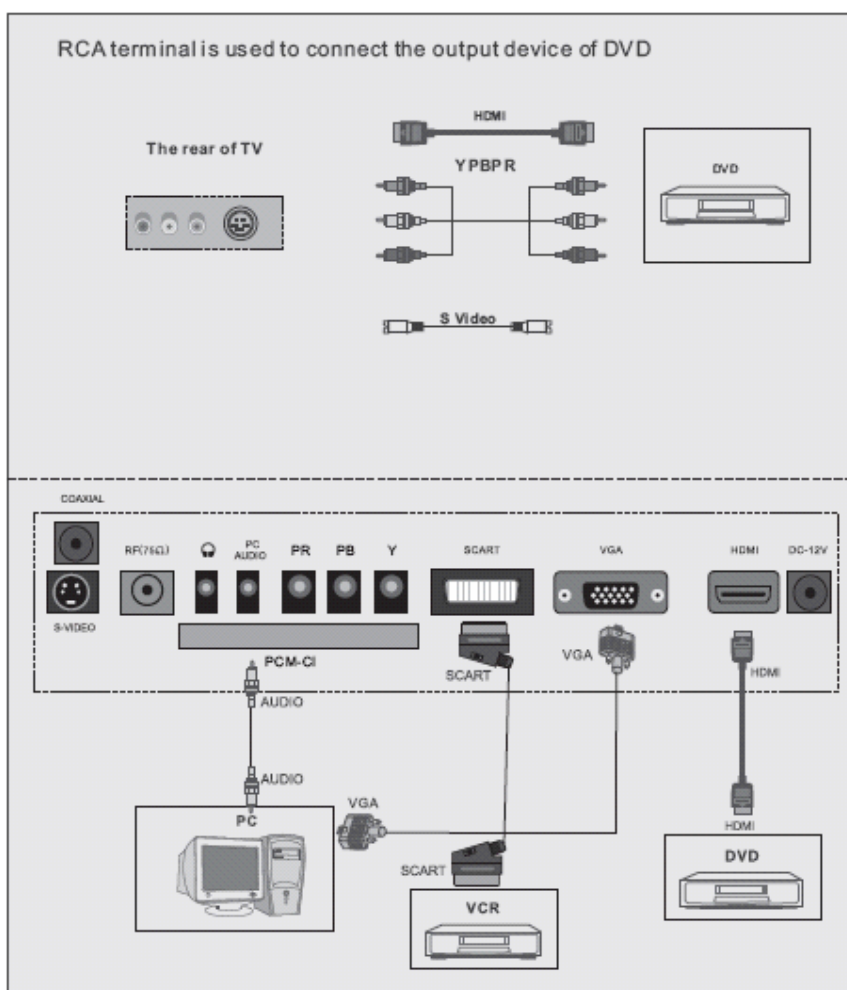 RCA terminal is used to connect the output device of DVD
HDMI
The rear of TV
YPBPR
DVD
S Video
COAXIAL
RF(75Ω)
PC
AUDIO
PR
PB
Y
SCART
VGA
HDMI
DC-12V
S-VIDEO
PCM-CI
SCART
VGA
HDMI
AUDIO
AUDIO
PC
VGA
HDMI
SCART
DVD
VCR